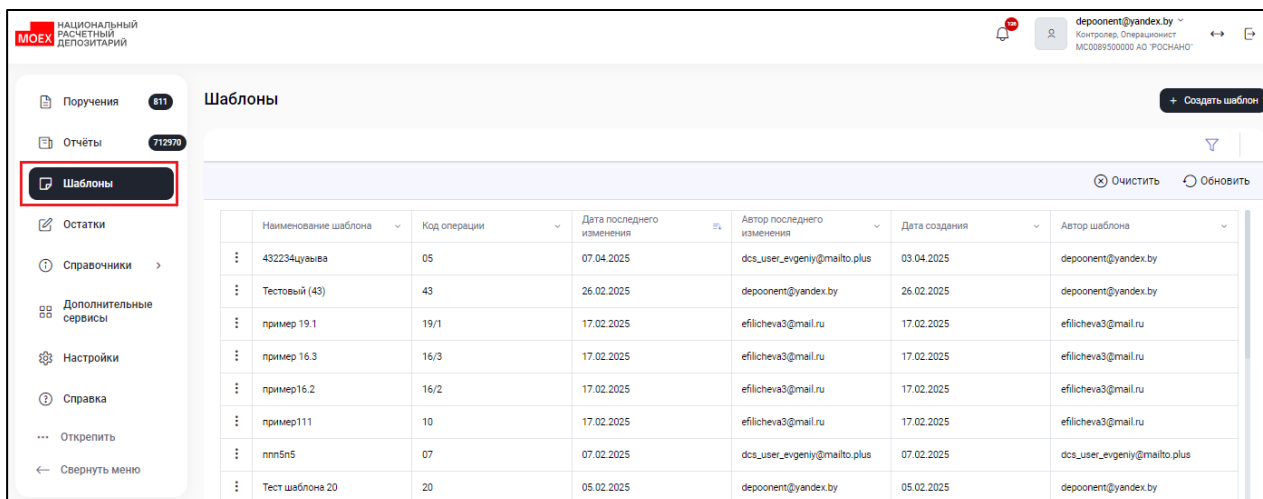 MOEX
НАЦИОНАЛЬНЫЙ
РАСЧЕТНЫЙ
ДЕПОЗИТАРИЙ
126
depoonent@yandex.by
Контролер, Операционист
MC0089500000 АО "РОСНАНО"
Поручения 811
Отчёты 712970
Шаблоны
Остатки
Справочники
Дополнительные
сервисы
Настройки
Справка
Открепить
Свернуть меню
Шаблоны
+ Создать шаблон
Очистить Обновить
Наименование шаблона Код операции Дата последнего изменения Автор последнего изменения Дата создания Автор шаблона
432234цуаыва 05 07.04.2025 dcs_user_evgeniy@mailto.plus 03.04.2025 depoonent@yandex.by
Тестовый (43) 43 26.02.2025 depoonent@yandex.by 26.02.2025 depoonent@yandex.by
пример 19.1 19/1 17.02.2025 efilicheva3@mail.ru 17.02.2025 efilicheva3@mail.ru
пример 16.3 16/3 17.02.2025 efilicheva3@mail.ru 17.02.2025 efilicheva3@mail.ru
пример16.2 16/2 17.02.2025 efilicheva3@mail.ru 17.02.2025 efilicheva3@mail.ru
пример111 10 17.02.2025 efilicheva3@mail.ru 17.02.2025 efilicheva3@mail.ru
ппп5п5 07 07.02.2025 dcs_user_evgeniy@mailto.plus 07.02.2025 dcs_user_evgeniy@mailto.plus
Тест шаблона 20 20 05.02.2025 depoonent@yandex.by 05.02.2025 depoonent@yandex.by